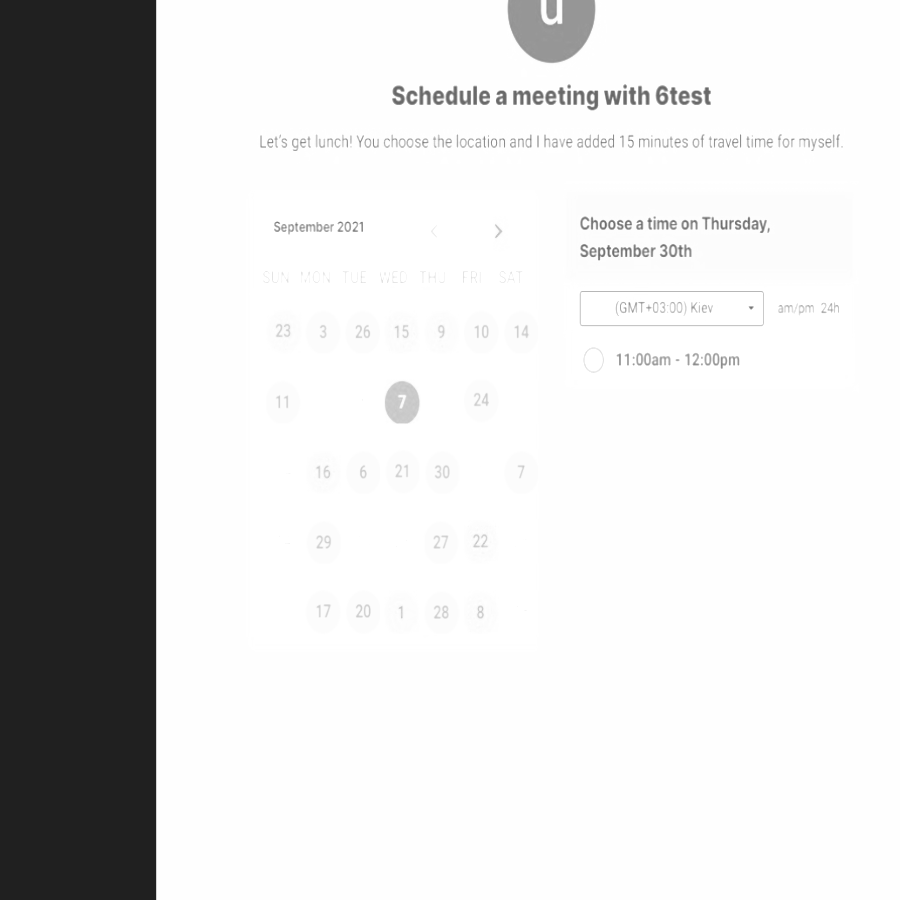 u
Schedule a meeting with 6test
Let's get lunch! You choose the location and I have added 15 minutes of travel time for myself.
September 2021
SUN MON TUE WED THU FRI SAT
23 3 26 15 9 10 14
11 7 24
16 6 21 30 7
29 27 22
17 20 1 28 8
Choose a time on Thursday,
September 30th
(GMT+03:00) Kiev am/pm 24h
11:00am - 12:00pm